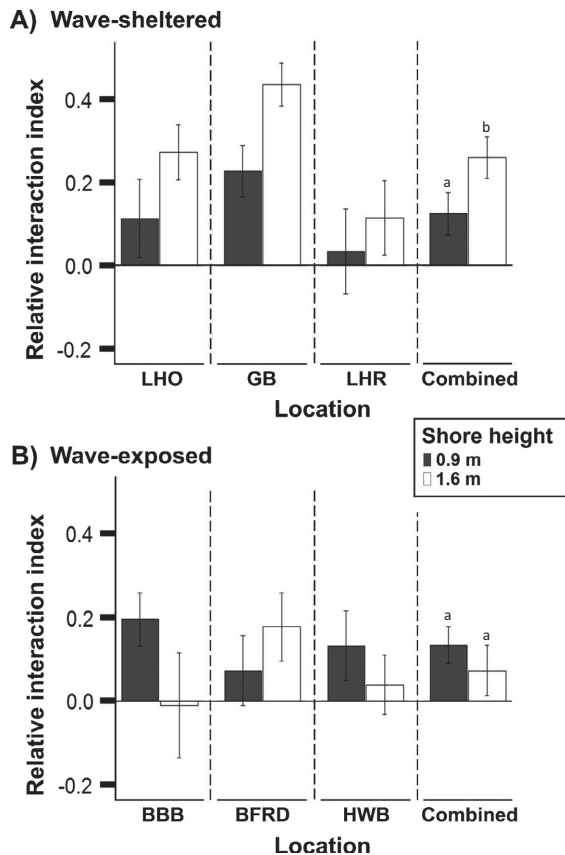 A) Wave-sheltered
Relative interaction index
0.4
0.2
0.0
-0.2
a
b
LHO GB LHR Combined
Location
Shore height
0.9 m
1.6 m
B) Wave-exposed
Relative interaction index
0.4
0.2
0.0
-0.2
a
a
BBB BFRD HWB Combined
Location